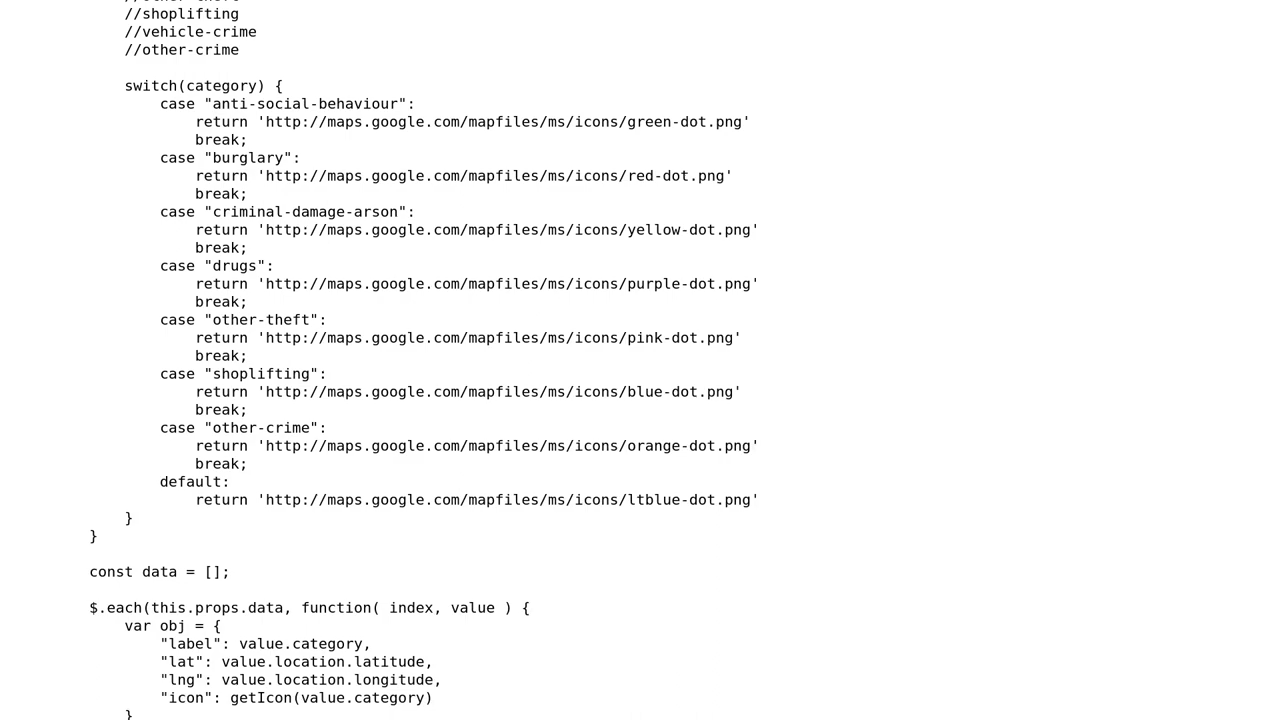 //shoplifting
//vehicle-crime
//other-crime
switch(category) {
case "anti-social-behaviour":
return 'http://maps.google.com/mapfiles/ms/icons/green-dot.png'
break;
case "burglary":
return 'http://maps.google.com/mapfiles/ms/icons/red-dot.png'
break;
case "criminal-damage-arson":
return 'http://maps.google.com/mapfiles/ms/icons/yellow-dot.png'
break;
case "drugs":
return 'http://maps.google.com/mapfiles/ms/icons/purple-dot.png'
break;
case "other-theft":
return 'http://maps.google.com/mapfiles/ms/icons/pink-dot.png'
break;
case "shoplifting":
return 'http://maps.google.com/mapfiles/ms/icons/blue-dot.png'
break;
case "other-crime":
return 'http://maps.google.com/mapfiles/ms/icons/orange-dot.png'
break;
default:
return 'http://maps.google.com/mapfiles/ms/icons/ltblue-dot.png'
}
}
const data = [];
$.each(this.props.data, function( index, value ) {
var obj = {
"label": value.category,
"lat": value.location.latitude,
"lng": value.location.longitude,
"icon": getIcon(value.category)
}